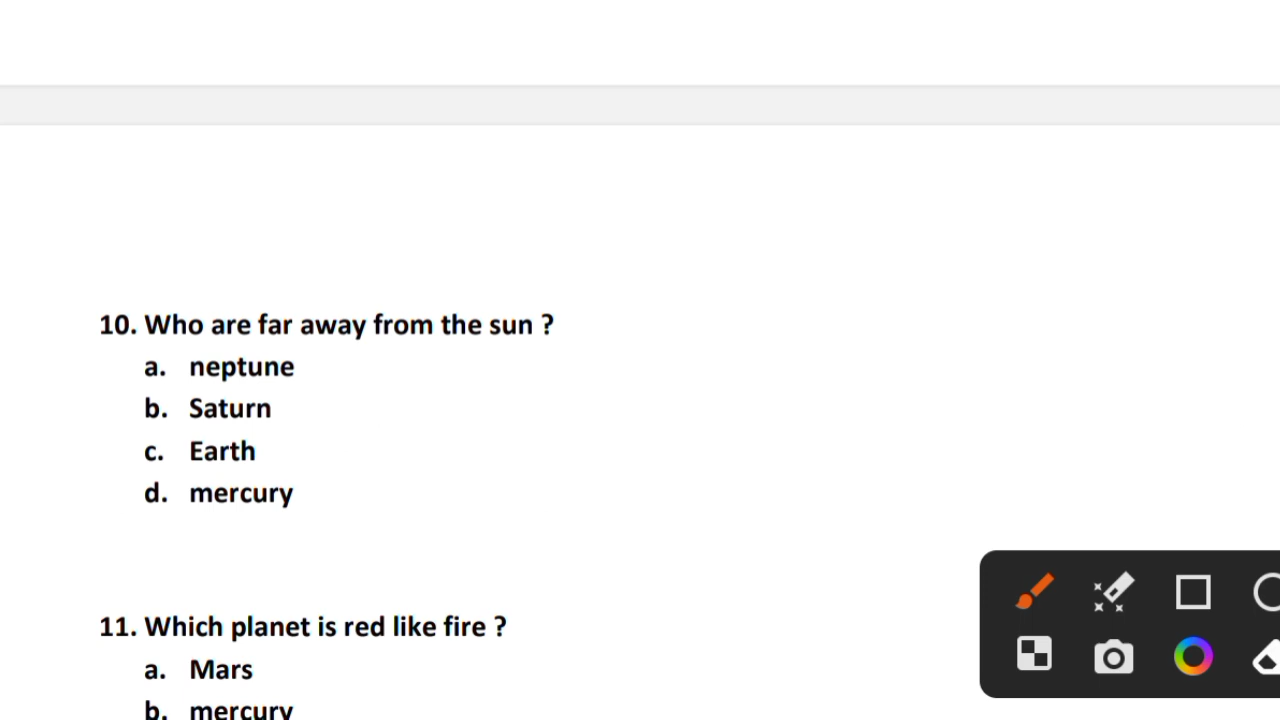 10. Who are far away from the sun ?
a. neptune
b. Saturn
c. Earth
d. mercury
11. Which planet is red like fire ?
a. Mars
b. mercury